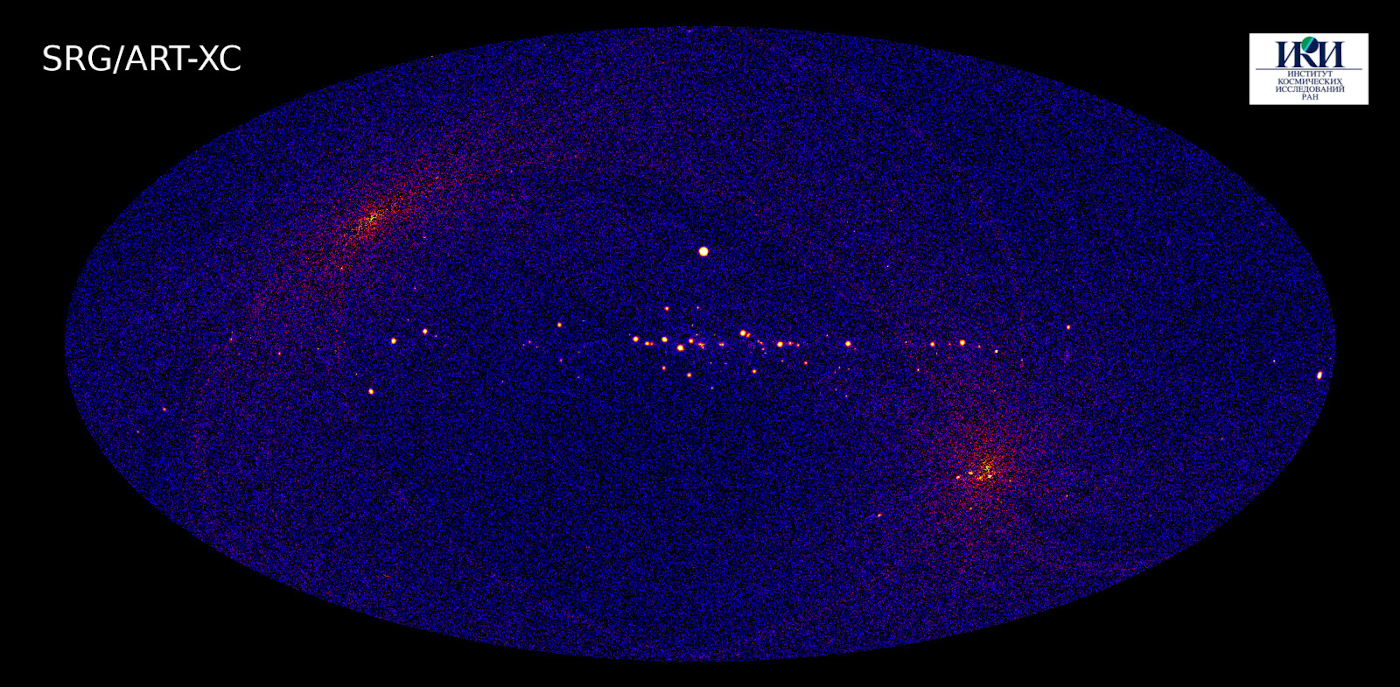 SRG/ART-XC
ИКИ
ИНСТИТУТ
КОСМИЧЕСКИХ
ИССЛЕДОВАНИЙ
РАН